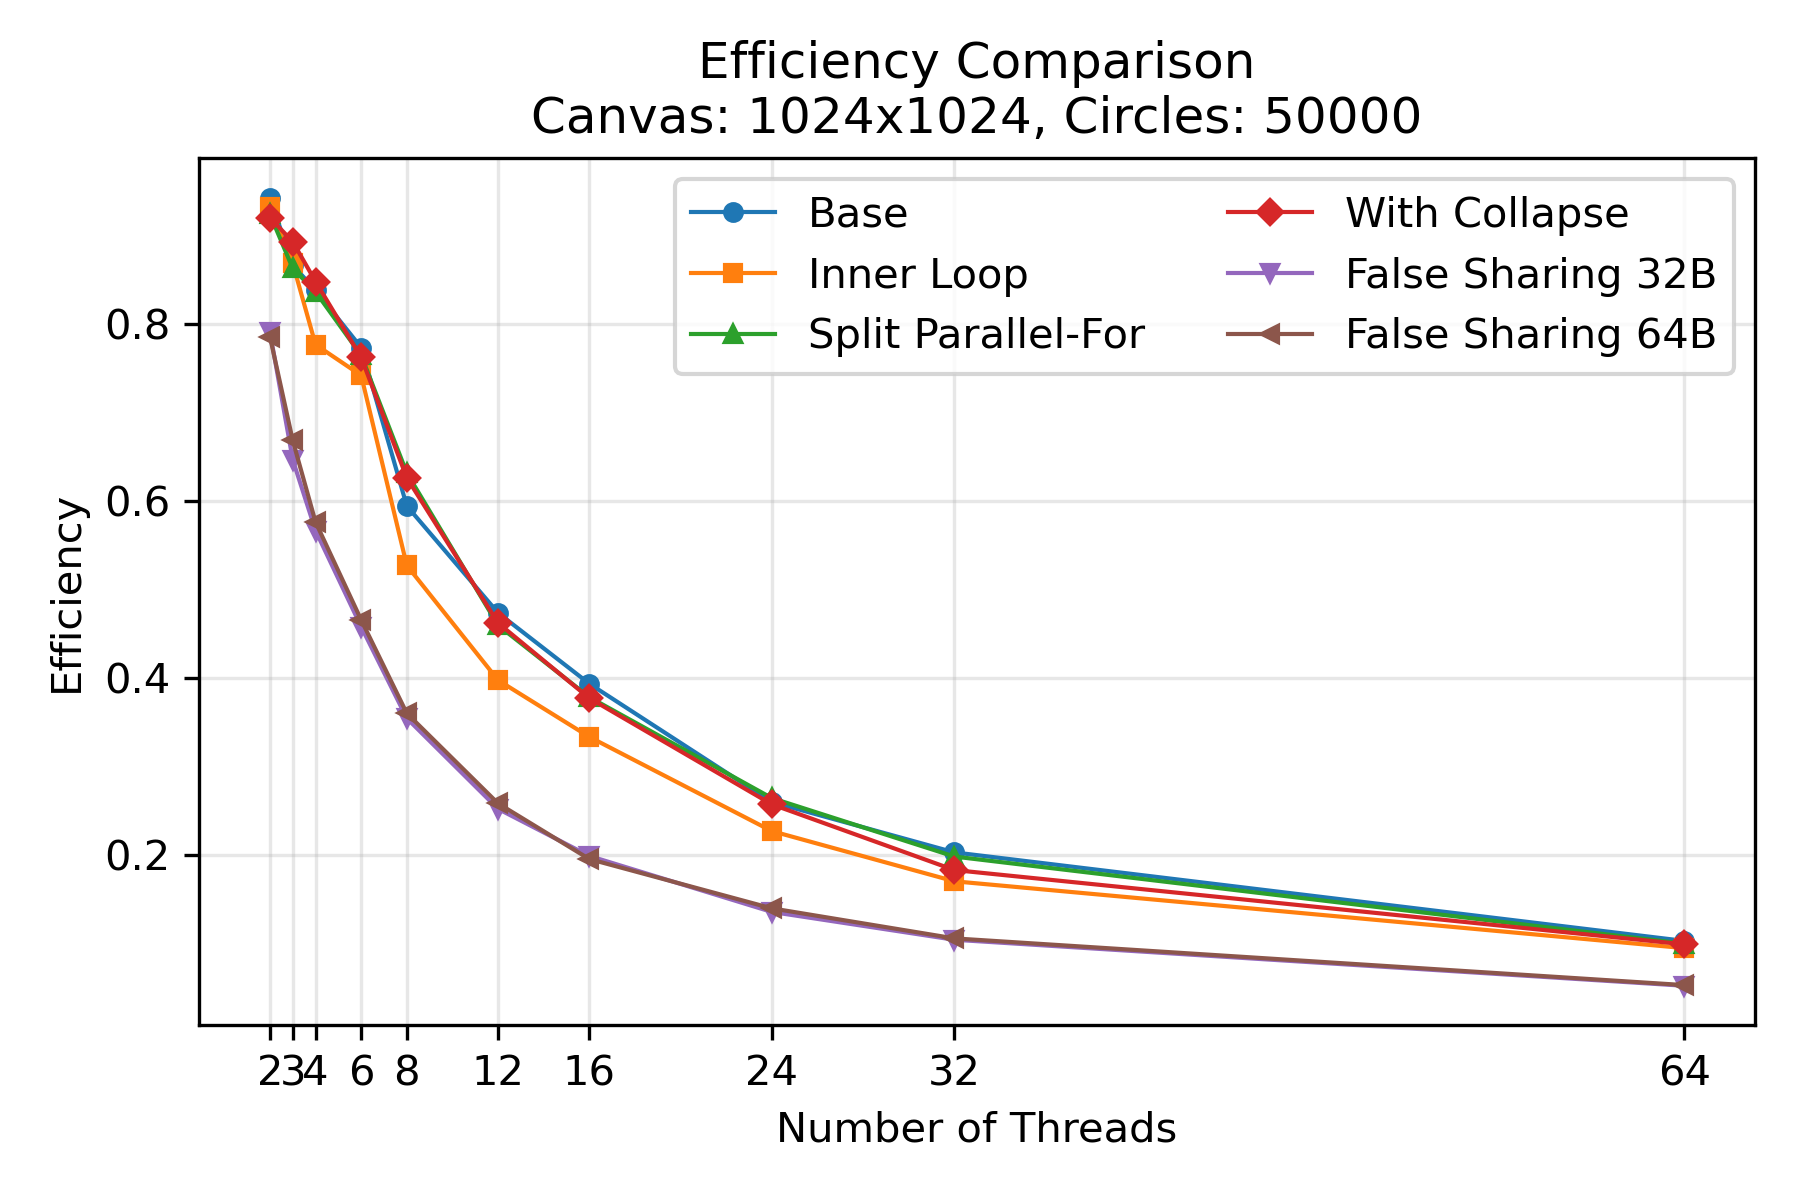 Efficiency Comparison
Canvas: 1024x1024, Circles: 50000
Base
Inner Loop
Split Parallel-For
With Collapse
False Sharing 32B
False Sharing 64B
Efficiency
0.8
0.6
0.4
0.2
2 3 4 6 8 12 16 24 32 64
Number of Threads